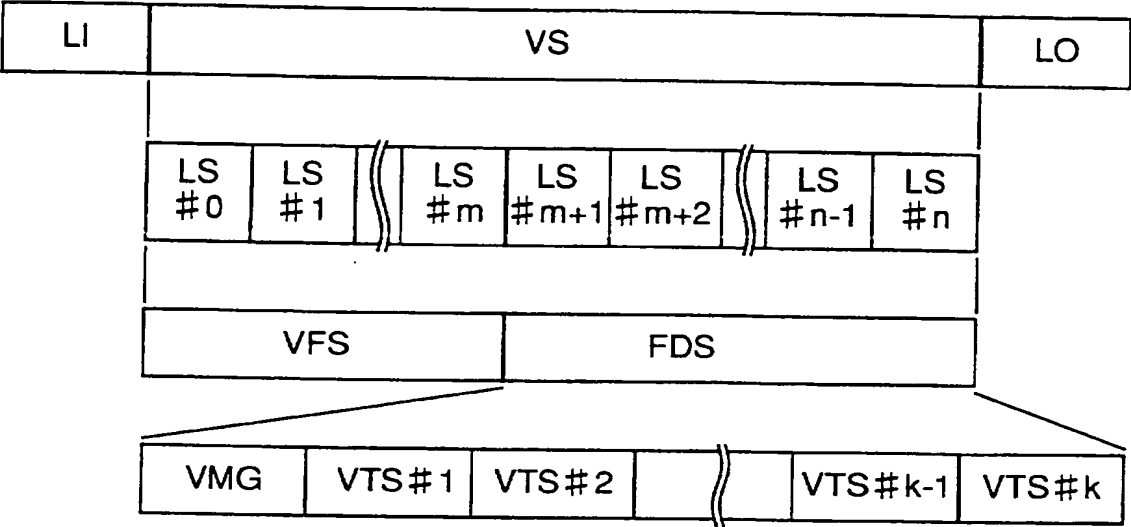 LI VS LO
LS LS LS LS LS LS LS
#0 #1 #m #m+1 #m+2 #n-1 #n
VFS FDS
VMG VTS#1 VTS#2 VTS#k-1 VTS#k